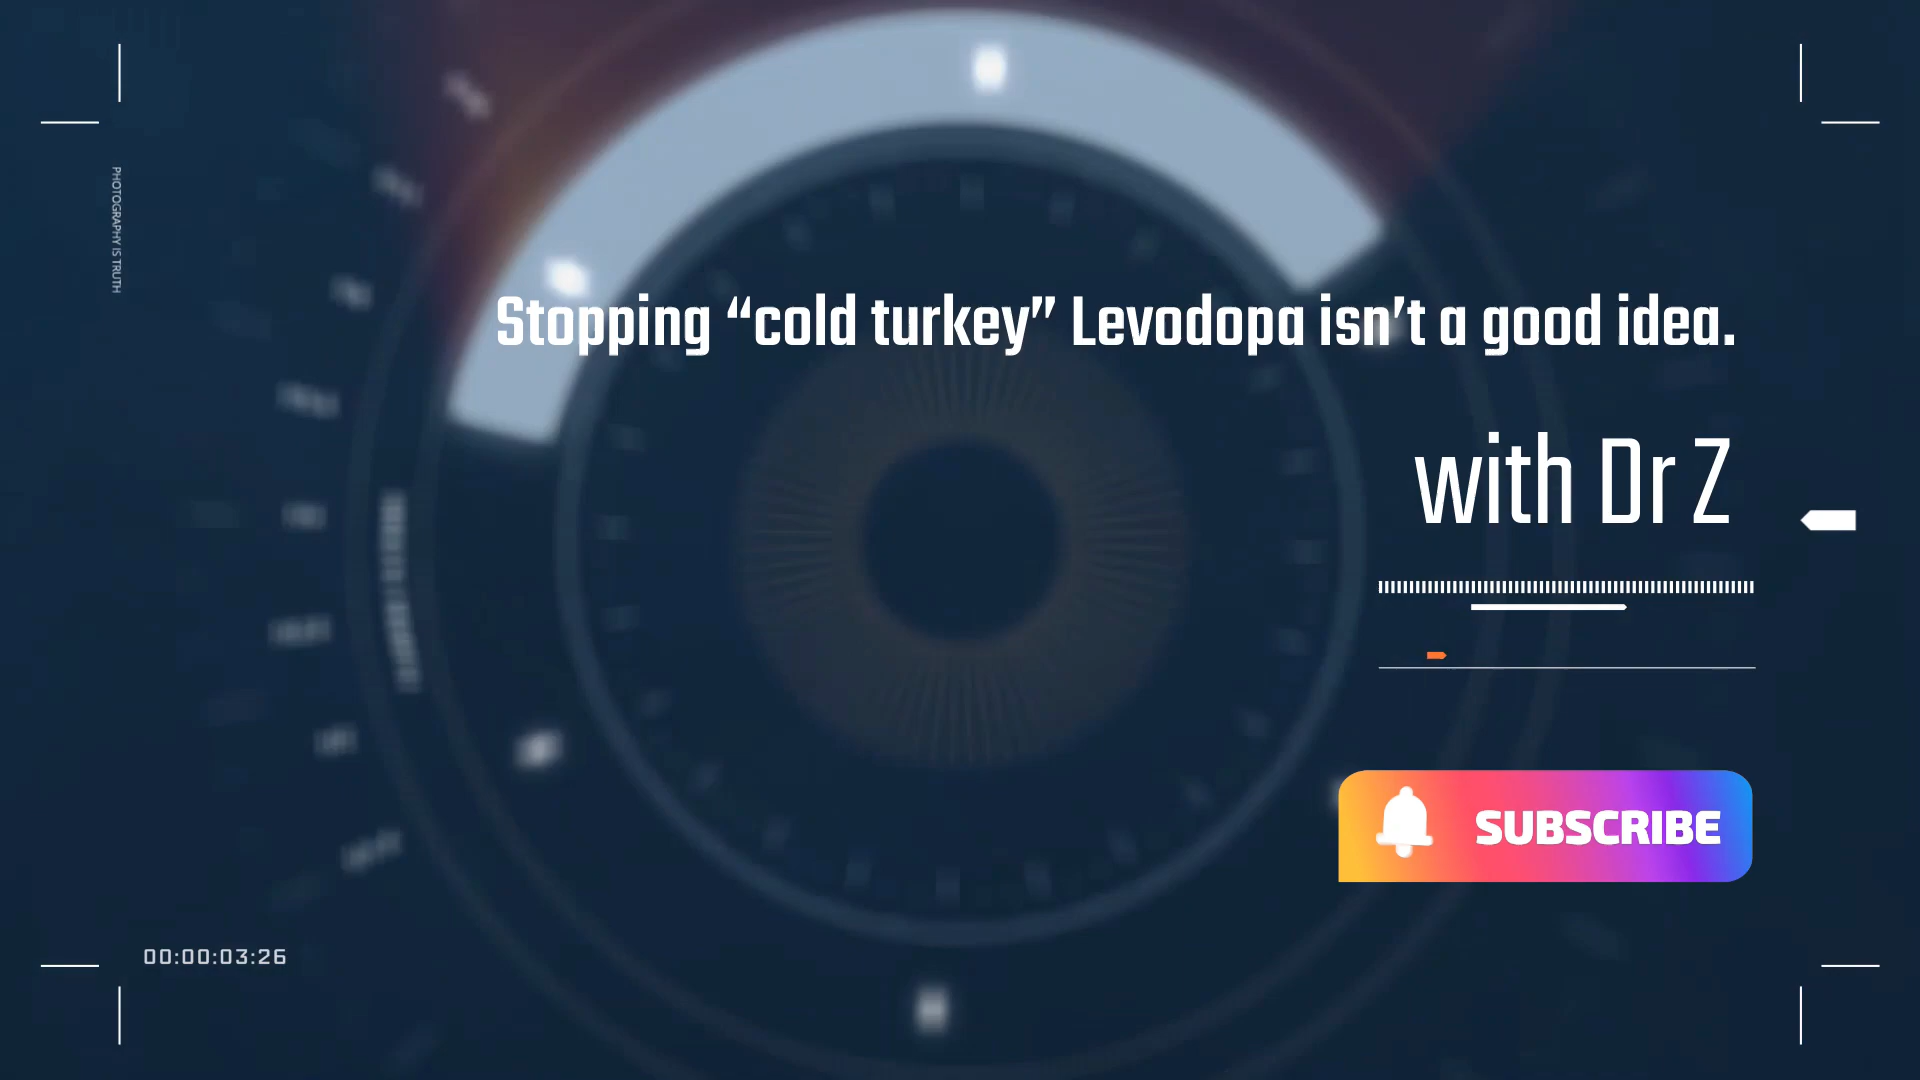 PHOTOGRAPHY IS TRUTH
Stopping “cold turkey” Levodopa isn’t a good idea.
with Dr Z
SUBSCRIBE
00:00:03:26